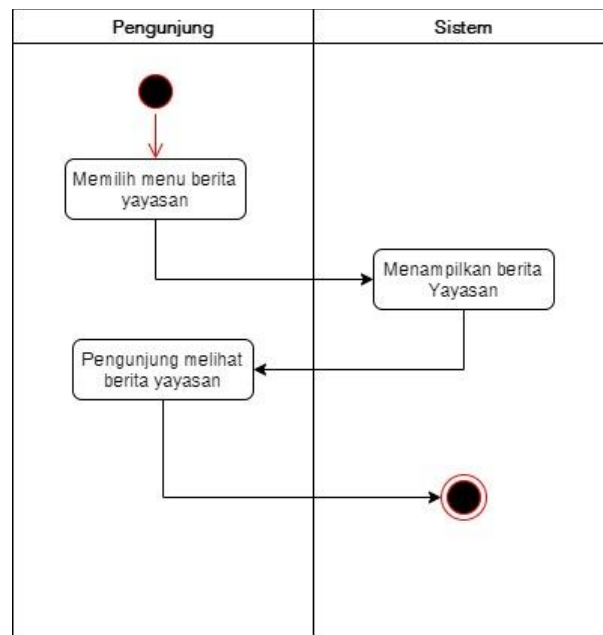 Pengunjung
Sistem
Memilih menu berita
yayasan
Menampilkan berita
Yayasan
Pengunjung melihat
berita yayasan